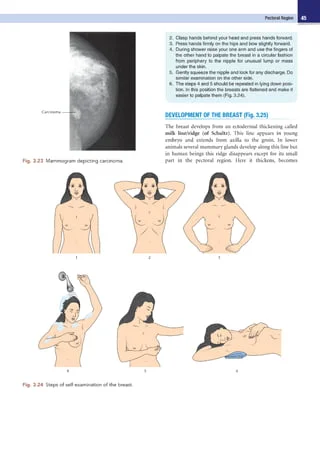 Pectoral Region 45
2. Clasp hands behind your head and press hands forward.
3. Press hands firmly on the hips and bow slightly forward.
4. During shower raise your one arm and use the fingers of
the other hand to palpate the breast in a circular fashion
from periphery to the nipple for unusual lump or mass
under the skin.
5. Gently squeeze the nipple and look for any discharge. Do
similar examination on the other side.
6. The steps 4 and 5 should be repeated in lying down posi-
tion. In this position the breasts are flattened and make it
easier to palpate them (Fig. 3.24).
Carcinoma
Fig. 3.23 Mammogram depicting carcinoma.
DEVELOPMENT OF THE BREAST (Fig. 3.25)
The breast develops from an ectodermal thickening called
milk line/ridge (of Schultz). This line appears in young
embryo and extends from axilla to the groin. In lower
animals several mammary glands develop along this line but
in human beings this ridge disappears except for its small
part in the pectoral region. Here it thickens, becomes
1 2 3
4 5 6
Fig. 3.24 Steps of self-examination of the breast.